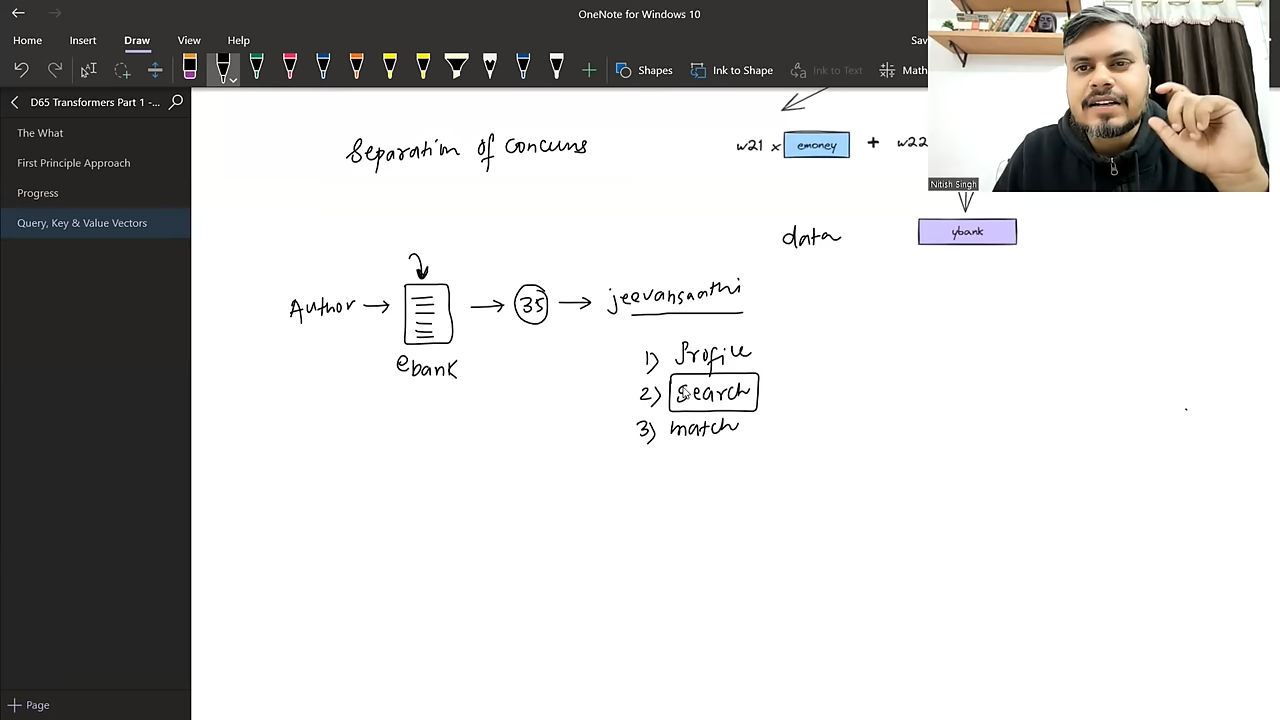 OneNote for Windows 10
Home Insert Draw View Help Sav
Shapes Ink to Shape Ink to Text Math
D65 Transformers Part 1 -...
The What
First Principle Approach
Progress
Query, Key & Value Vectors
Page
Separation of Concerns
w21 x emoney + w22
Nitish Singh
data
ybank
Author → → 35 → jeevansaathi
ebank
1) Profile
2) Search
3) Match